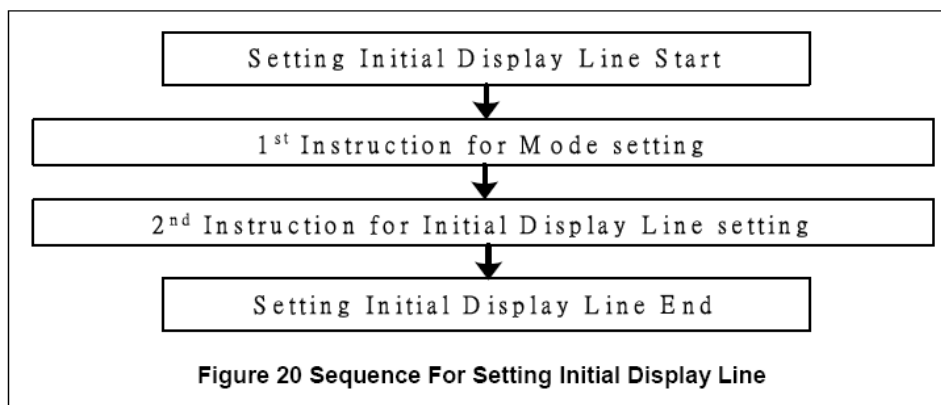 Setting Initial Display Line Start
1st Instruction for Mode setting
2nd Instruction for Initial Display Line setting
Setting Initial Display Line End
Figure 20 Sequence For Setting Initial Display Line